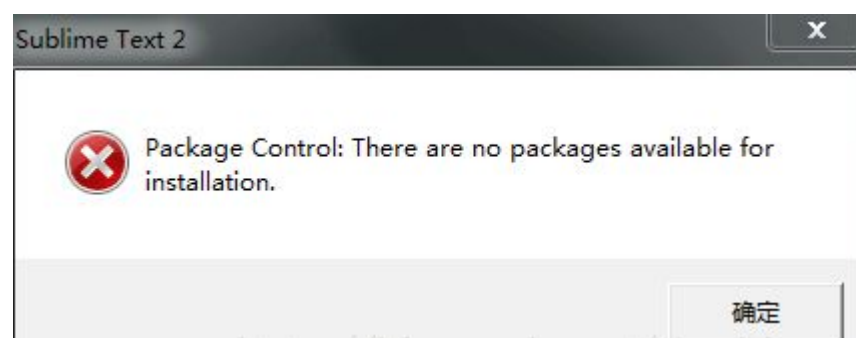 Sublime Text 2
Package Control: There are no packages available for
installation.
确定